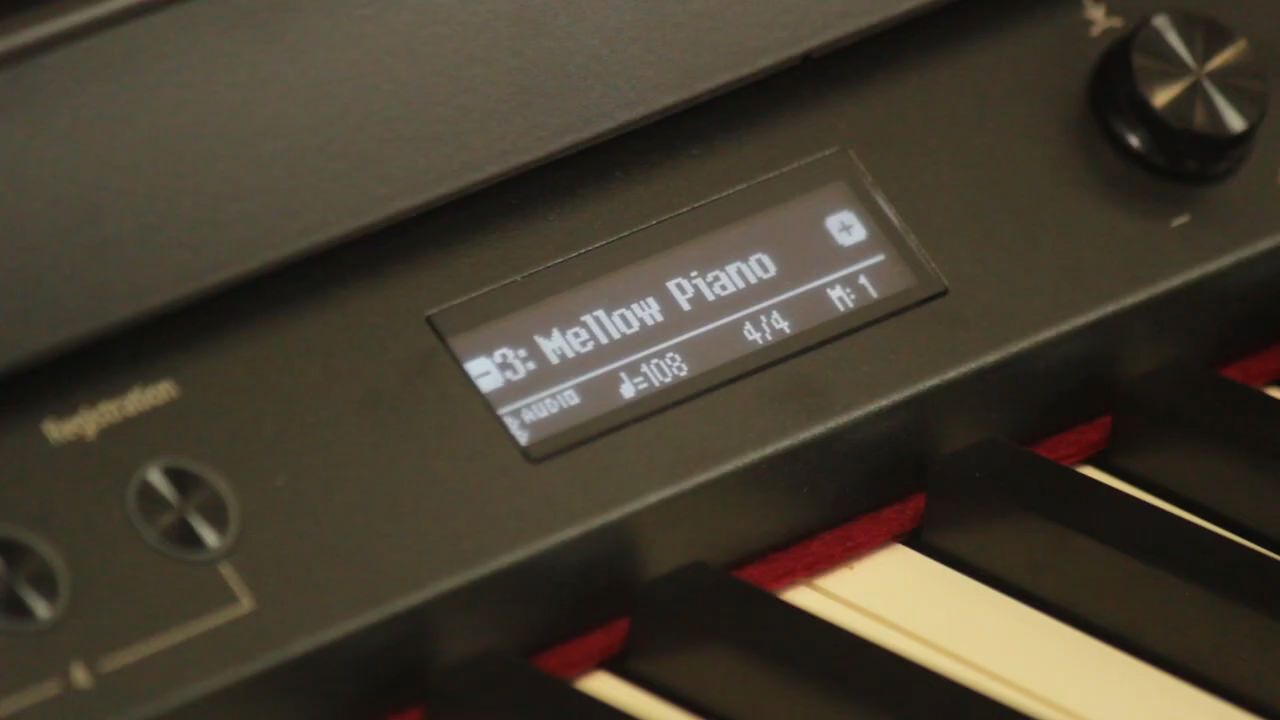 3: Mellow Piano +
AUDIO ♩=108 4/4 M: 1
Registration